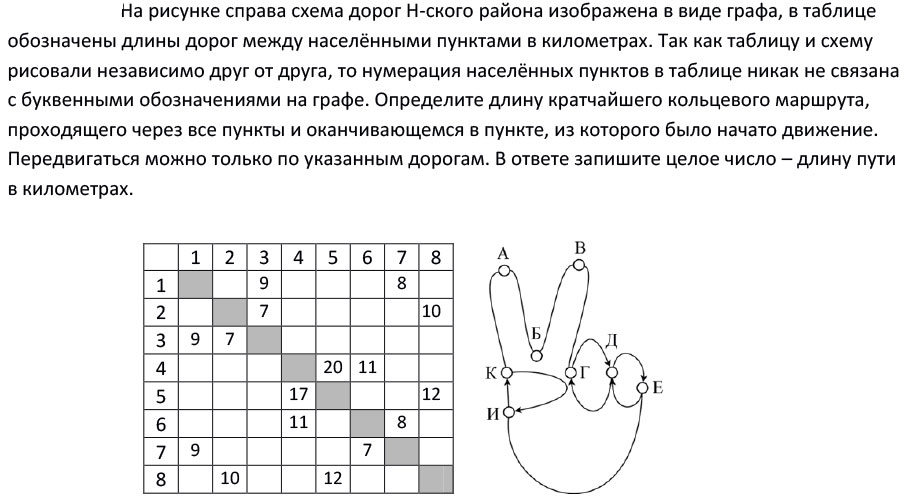 На рисунке справа схема дорог Н-ского района изображена в виде графа, в таблице
обозначены длины дорог между населёнными пунктами в километрах. Так как таблицу и схему
рисовали независимо друг от друга, то нумерация населённых пунктов в таблице никак не связана
с буквенными обозначениями на графе. Определите длину кратчайшего кольцевого маршрута,
проходящего через все пункты и оканчивающемся в пункте, из которого было начато движение.
Передвигаться можно только по указанным дорогам. В ответе запишите целое число – длину пути
в километрах.
1 2 3 4 5 6 7 8
1 9 8
2 7 10
3 9 7
4 20 11
5 17 12
6 11 8
7 9 7
8 10 12
А В
Б Д
К Г Е
И